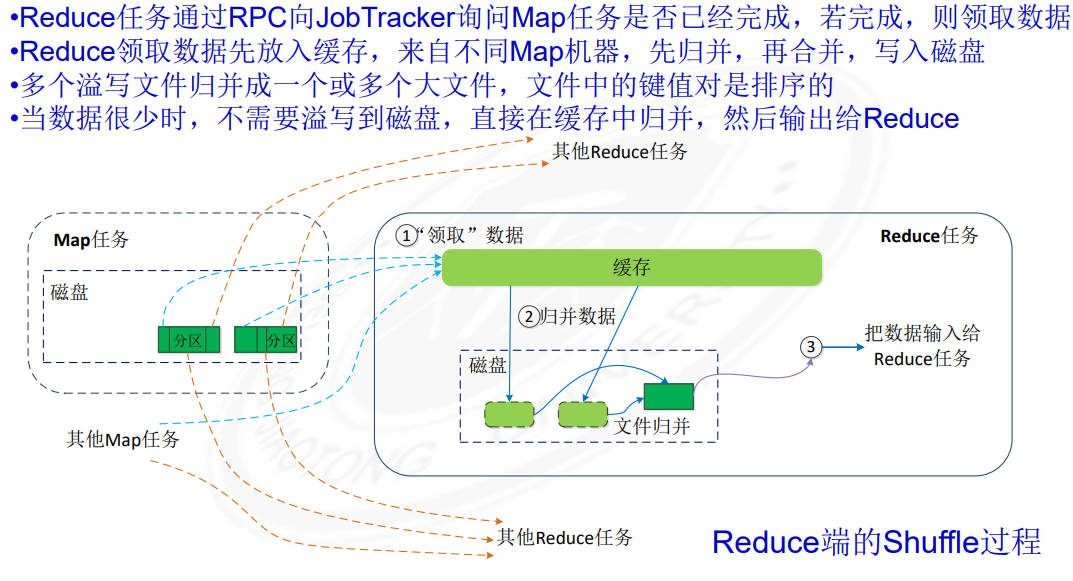 •Reduce任务通过RPC向JobTracker询问Map任务是否已经完成，若完成，则领取数据
•Reduce领取数据先放入缓存，来自不同Map机器，先归并，再合并，写入磁盘
•多个溢写文件归并成一个或多个大文件，文件中的键值对是排序的
•当数据很少时，不需要溢写到磁盘，直接在缓存中归并，然后输出给Reduce
其他Reduce任务
Map任务
①“领取”数据
Reduce任务
缓存
磁盘
②归并数据
分区
分区
③
把数据输入给
Reduce任务
磁盘
文件归并
其他Map任务
其他Reduce任务
Reduce端的Shuffle过程